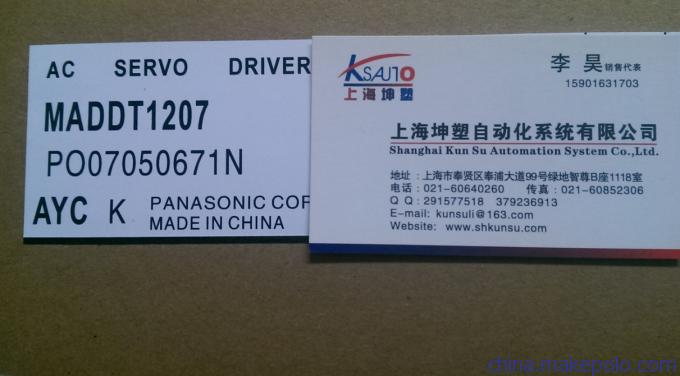 AC SERVO DRIVER
MADDT1207
PO07050671N
AYC K PANASONIC COR
MADE IN CHINA
KSAUTO
上海坤塑
李昊 销售代表
15901631703
上海坤塑自动化系统有限公司
Shanghai Kun Su Automation System Co.,Ltd.
地址:上海市奉贤区奉浦大道99号绿地智尊B座1118室
电话:021-60640260 传真:021-60852306
Q Q:291577518 379236913
E-mail: kunsuli@163.com
Website: www.shkunsu.com
china.makepolo.com